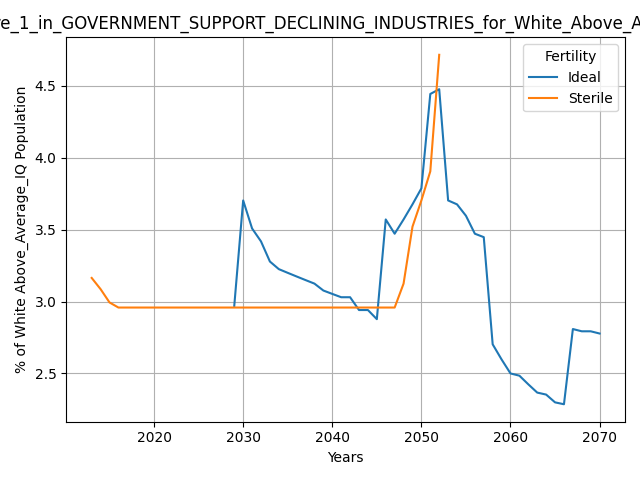 re_1_in_GOVERNMENT_SUPPORT_DECLINING_INDUSTRIES_for_White_Above_A
Fertility
Ideal
Sterile
% of White Above_Average_IQ Population
4.5
4.0
3.5
3.0
2.5
2020 2030 2040 2050 2060 2070
Years